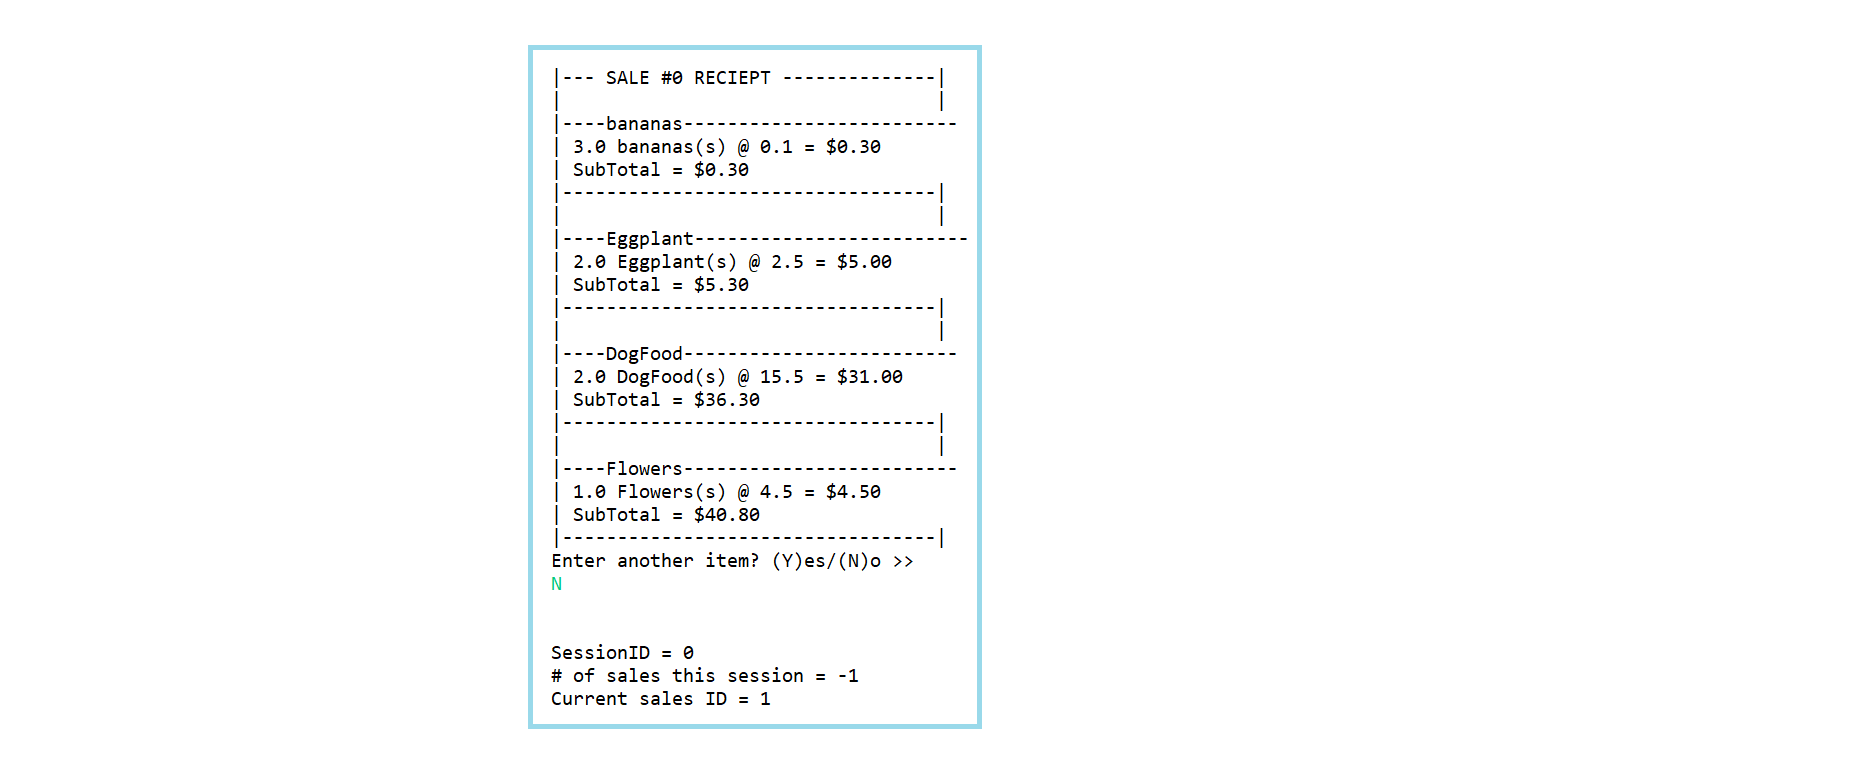 |--- SALE #0 RECIEPT --------------|
|                                  |
|----bananas-------------------------
| 3.0 bananas(s) @ 0.1 = $0.30
| SubTotal = $0.30
|----------------------------------|
|                                  |
|----Eggplant-------------------------
| 2.0 Eggplant(s) @ 2.5 = $5.00
| SubTotal = $5.30
|----------------------------------|
|                                  |
|----DogFood-------------------------
| 2.0 DogFood(s) @ 15.5 = $31.00
| SubTotal = $36.30
|----------------------------------|
|                                  |
|----Flowers-------------------------
| 1.0 Flowers(s) @ 4.5 = $4.50
| SubTotal = $40.80
|----------------------------------|
Enter another item? (Y)es/(N)o >>
N
SessionID = 0
# of sales this session = -1
Current sales ID = 1